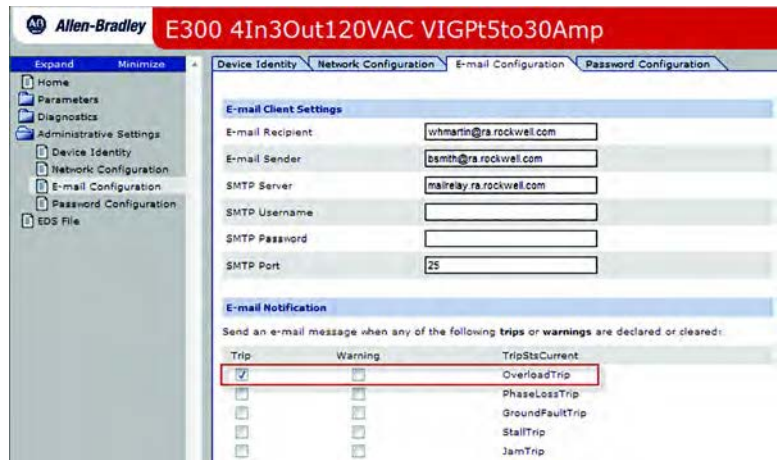 AB Allen-Bradley E300 4In3Out120VAC VIGPt5to30Amp
Expand Minimize
Home
Parameters
Diagnostics
Administrative Settings
Device Identity
Network Configuration
E-mail Configuration
Password Configuration
EDS File
Device Identity Network Configuration E-mail Configuration Password Configuration
E-mail Client Settings
E-mail Recipient whmartin@ra.rockwell.com
E-mail Sender bsmith@ra.rockwell.com
SMTP Server mailrelay.ra.rockwell.com
SMTP Username
SMTP Password
SMTP Port 25
E-mail Notification
Send an e-mail message when any of the following trips or warnings are declared or cleared:
Trip Warning TripStsCurrent
OverloadTrip
PhaseLossTrip
GroundFaultTrip
StallTrip
JamTrip